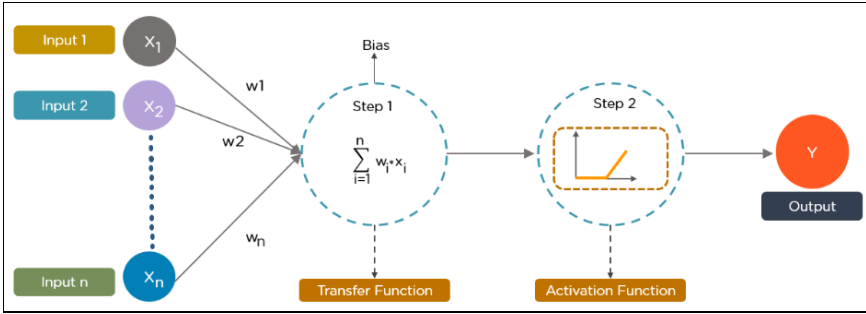 Input 1
X1
w1
Input 2
X2
w2
Input n
Xn
wn
Bias
Step 1
n
∑ wi*xi
i=1
Transfer Function
Step 2
Activation Function
Y
Output